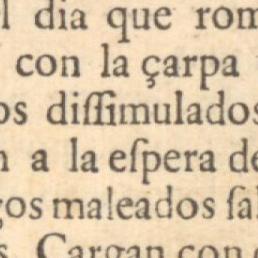 l dia que rom
con la çarpa
os diſſimulados
n a la eſpera de
gos maleados ſal
s. Cargan con